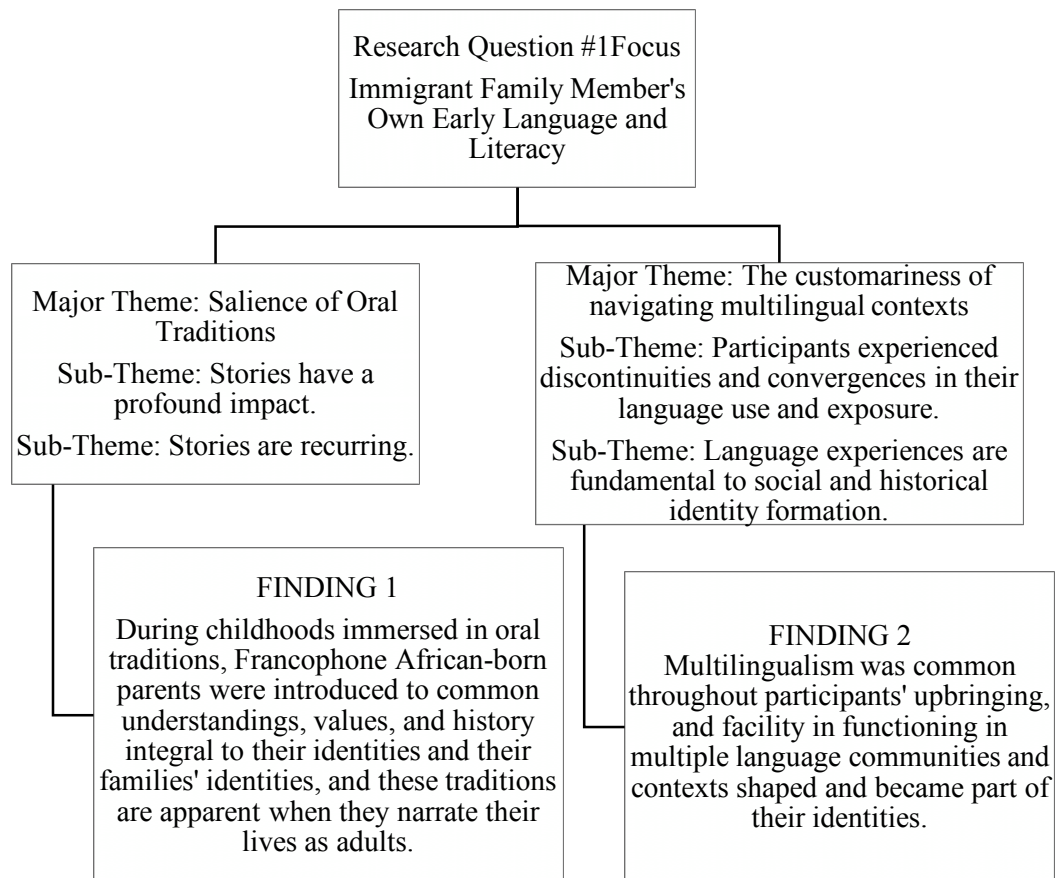 Research Question #1Focus
Immigrant Family Member's
Own Early Language and
Literacy
Major Theme: Salience of Oral
Traditions
Sub-Theme: Stories have a
profound impact.
Sub-Theme: Stories are recurring.
Major Theme: The customariness of
navigating multilingual contexts
Sub-Theme: Participants experienced
discontinuities and convergences in their
language use and exposure.
Sub-Theme: Language experiences are
fundamental to social and historical
identity formation.
FINDING 1
During childhoods immersed in oral
traditions, Francophone African-born
parents were introduced to common
understandings, values, and history
integral to their identities and their
families' identities, and these traditions
are apparent when they narrate their
lives as adults.
FINDING 2
Multilingualism was common
throughout participants' upbringing,
and facility in functioning in
multiple language communities and
contexts shaped and became part of
their identities.